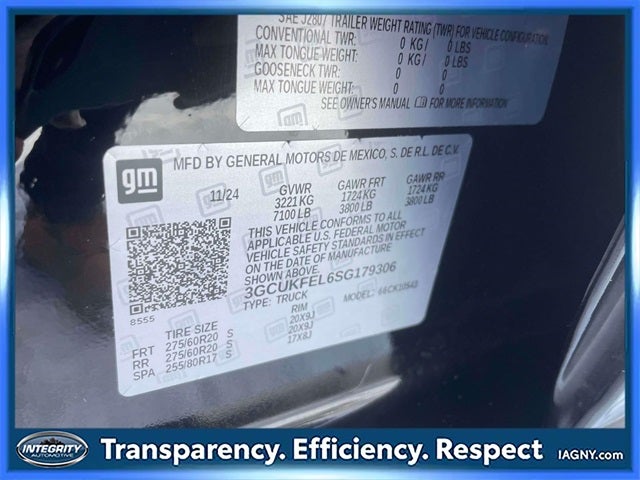 SAE J2807 TRAILER WEIGHT RATING (TWR) FOR VEHICLE CONFIGURATION
CONVENTIONAL TWR: 0 KG / 0 LBS
MAX TONGUE WEIGHT: 0 KG / 0 LBS
GOOSENECK TWR: 0 0
MAX TONGUE WEIGHT: 0 0
SEE OWNER'S MANUAL FOR MORE INFORMATION
gm
MFD BY GENERAL MOTORS DE MEXICO, S. DE R.L. DE C.V.
11/24 GVWR GAWR FRT GAWR RR
3221 KG 1724 KG 1724 KG
7100 LB 3800 LB 3800 LB
THIS VEHICLE CONFORMS TO ALL
APPLICABLE U.S. FEDERAL MOTOR
VEHICLE SAFETY STANDARDS IN EFFECT
ON THE DATE OF MANUFACTURE SHOWN ABOVE.
3GCUKFEL6SG179306
TYPE: TRUCK MODEL: 66CK10543
8555
TIRE SIZE RIM
FRT 275/60R20 S 20X9J
RR 275/60R20 S 20X9J
SPA 255/80R17 S 17X8J
INTEGRITY
AUTOMOTIVE
Transparency. Efficiency. Respect
IAGNY.com